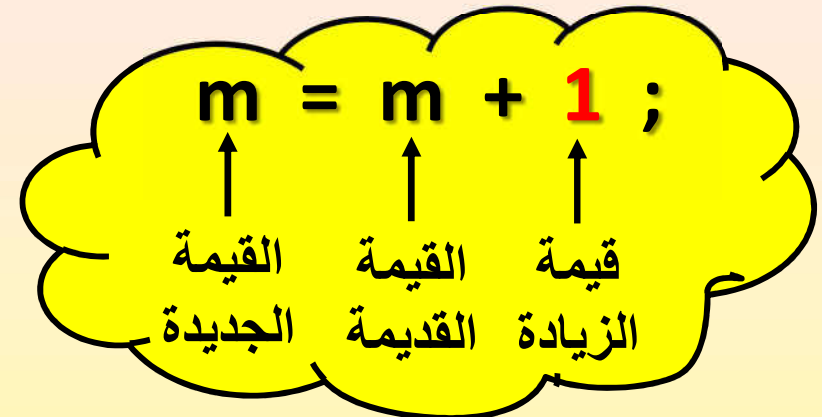 m = m + 1 ;
القيمة الجديدة
القيمة القديمة
قيمة الزيادة